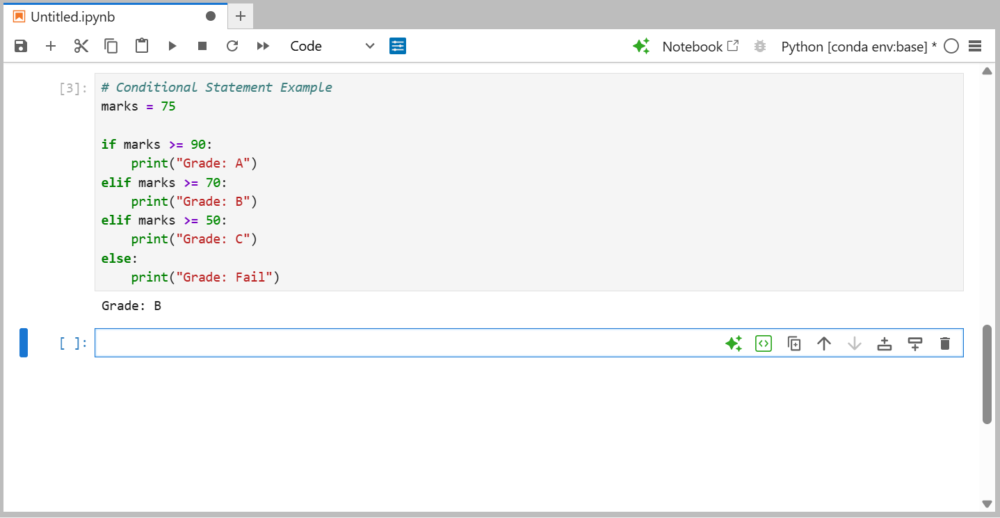 Untitled.ipynb
Code
Notebook
Python [conda env:base] *
[3]:
# Conditional Statement Example
marks = 75

if marks >= 90:
    print("Grade: A")
elif marks >= 70:
    print("Grade: B")
elif marks >= 50:
    print("Grade: C")
else:
    print("Grade: Fail")
Grade: B
[ ]: